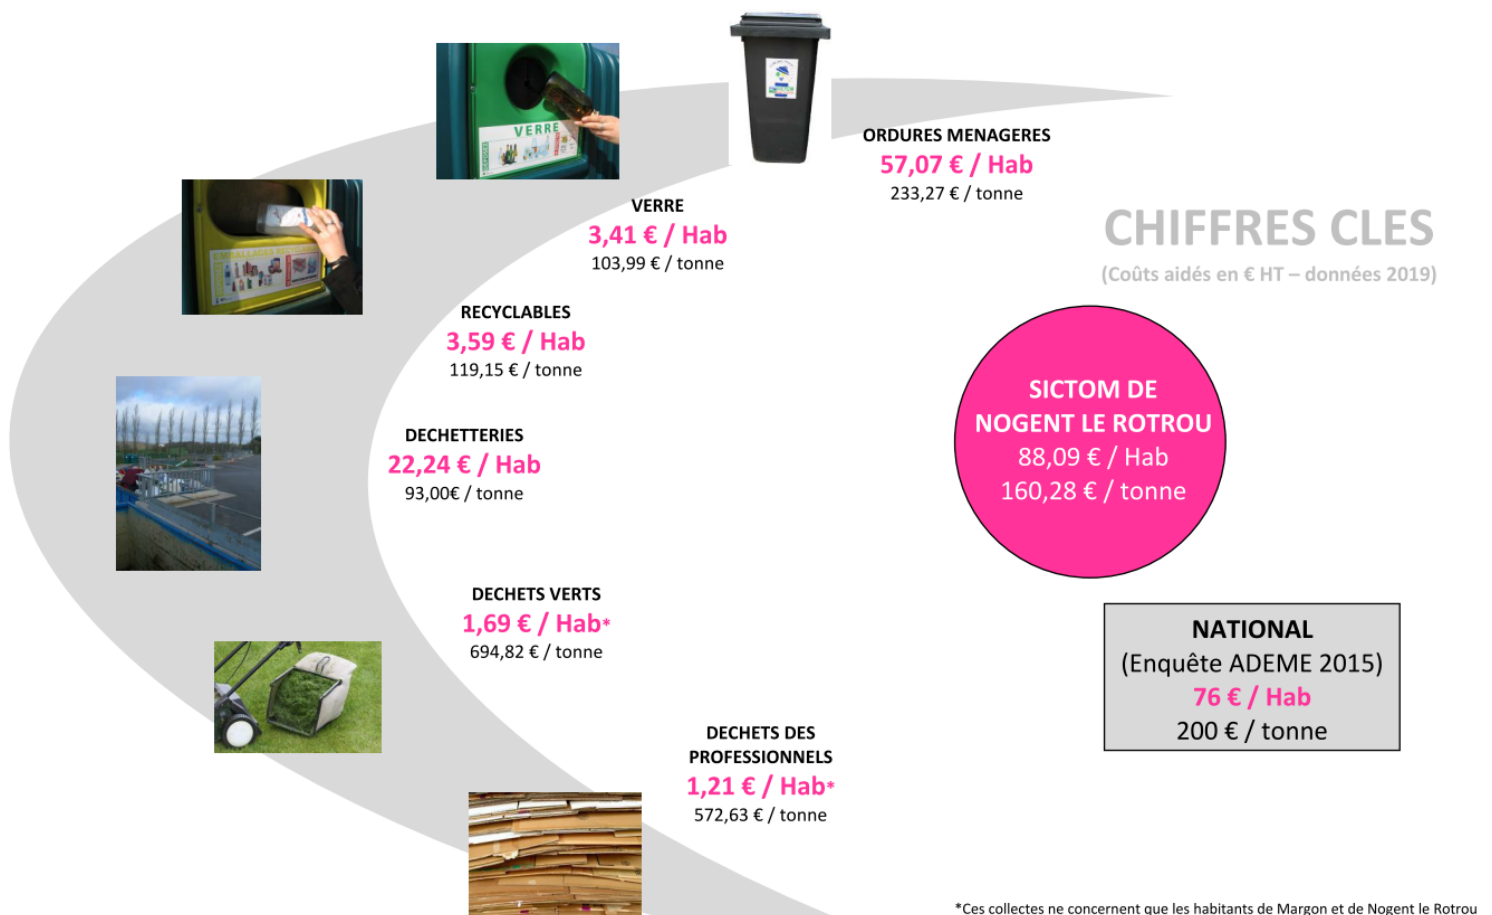 VERRE
EMBALLAGES
ORDURES MENAGERES
57,07 € / Hab
233,27 € / tonne
VERRE
3,41 € / Hab
103,99 € / tonne
CHIFFRES CLES
(Coûts aidés en € HT – données 2019)
RECYCLABLES
3,59 € / Hab
119,15 € / tonne
SICTOM DE
NOGENT LE ROTROU
88,09 € / Hab
160,28 € / tonne
DECHETTERIES
22,24 € / Hab
93,00€ / tonne
DECHETS VERTS
1,69 € / Hab*
694,82 € / tonne
NATIONAL
(Enquête ADEME 2015)
76 € / Hab
200 € / tonne
DECHETS DES
PROFESSIONNELS
1,21 € / Hab*
572,63 € / tonne
*Ces collectes ne concernent que les habitants de Margon et de Nogent le Rotrou